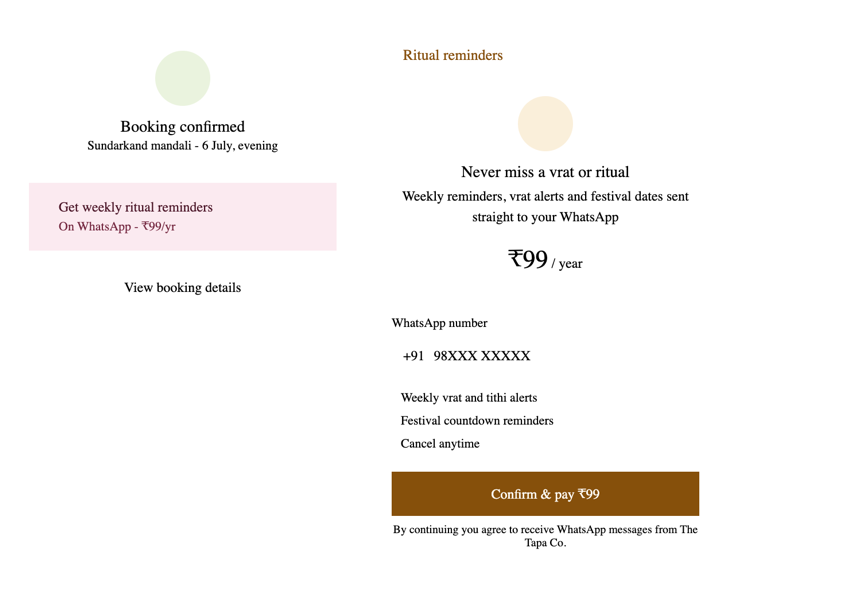 Booking confirmed
Sundarkand mandali - 6 July, evening
Get weekly ritual reminders
On WhatsApp - ₹99/yr
View booking details
Ritual reminders
Never miss a vrat or ritual
Weekly reminders, vrat alerts and festival dates sent
straight to your WhatsApp
₹99 / year
WhatsApp number
+91 98XXX XXXXX
Weekly vrat and tithi alerts
Festival countdown reminders
Cancel anytime
Confirm & pay ₹99
By continuing you agree to receive WhatsApp messages from The
Tapa Co.